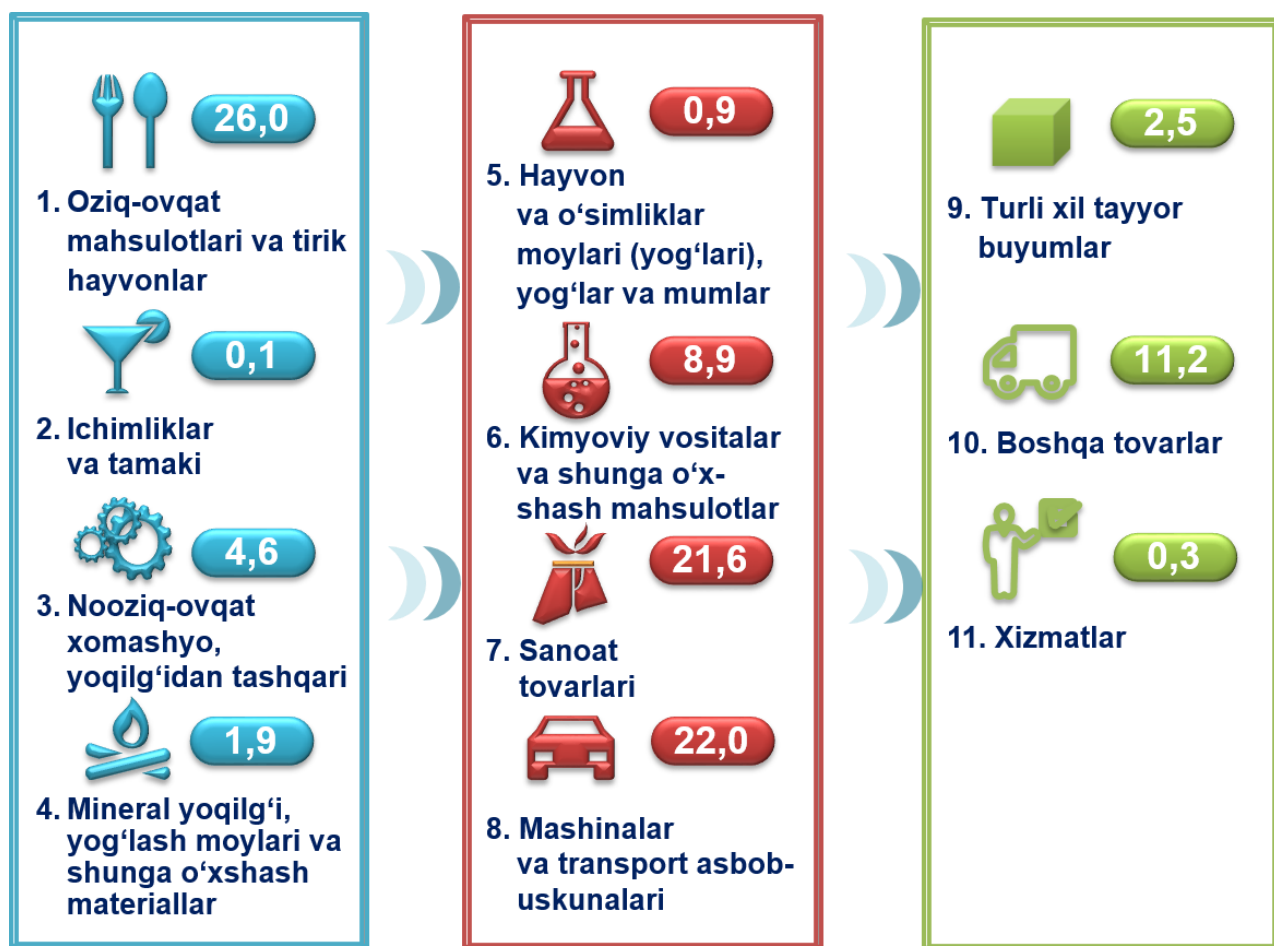 26,0
1. Oziq-ovqat
mahsulotlari va tirik
hayvonlar
0,1
2. Ichimliklar
va tamaki
4,6
3. Nooziq-ovqat
xomashyo,
yoqilg‘idan tashqari
1,9
4. Mineral yoqilg‘i,
yog‘lash moylari va
shunga o‘xshash
materiallar
0,9
5. Hayvon
va o‘simliklar
moylari (yog‘lari),
yog‘lar va mumlar
8,9
6. Kimyoviy vositalar
va shunga o‘x-
shash mahsulotlar
21,6
7. Sanoat
tovarlari
22,0
8. Mashinalar
va transport asbob-
uskunalari
2,5
9. Turli xil tayyor
buyumlar
11,2
10. Boshqa tovarlar
0,3
11. Xizmatlar